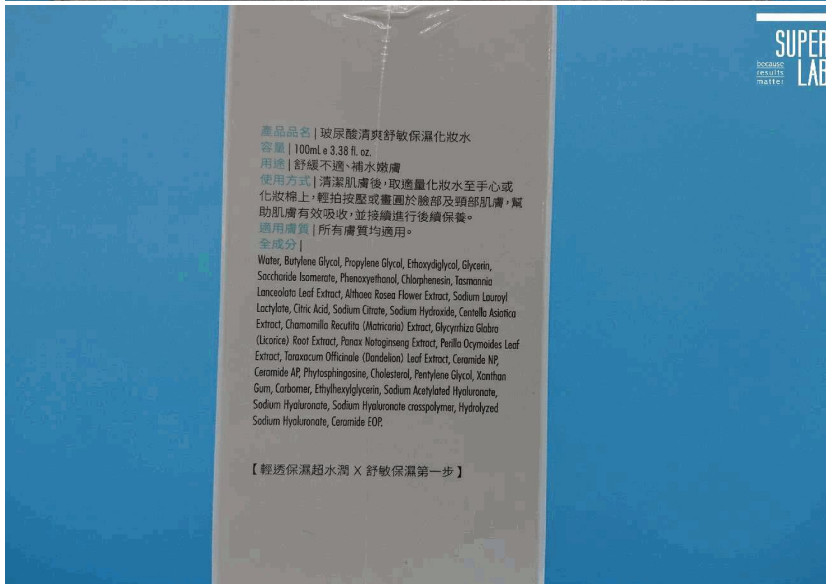 SUPER
because
results
matter
LAB
產品品名 | 玻尿酸清爽舒敏保濕化妝水
容量 | 100mL e 3.38 fl. oz.
用途 | 舒緩不適、補水嫩膚
使用方式 | 清潔肌膚後，取適量化妝水至手心或
化妝棉上，輕拍按壓或畫圓於臉部及頸部肌膚，幫
助肌膚有效吸收，並接續進行後續保養。
適用膚質 | 所有膚質均適用。
全成分 |
Water, Butylene Glycol, Propylene Glycol, Ethoxydiglycol, Glycerin,
Saccharide Isomerate, Phenoxyethanol, Chlorphenesin, Tasmannia
Lanceolata Leaf Extract, Althaea Rosea Flower Extract, Sodium Lauroyl
Lactylate, Citric Acid, Sodium Citrate, Sodium Hydroxide, Centella Asiatica
Extract, Chamomilla Recutita (Matricaria) Extract, Glycyrrhiza Glabra
(Licorice) Root Extract, Panax Notoginseng Extract, Perilla Ocymoides Leaf
Extract, Taraxacum Officinale (Dandelion) Leaf Extract, Ceramide NP,
Ceramide AP, Phytosphingosine, Cholesterol, Pentylene Glycol, Xanthan
Gum, Carbomer, Ethylhexylglycerin, Sodium Acetylated Hyaluronate,
Sodium Hyaluronate, Sodium Hyaluronate crosspolymer, Hydrolyzed
Sodium Hyaluronate, Ceramide EOP.
【輕透保濕超水潤 X 舒敏保濕第一步】